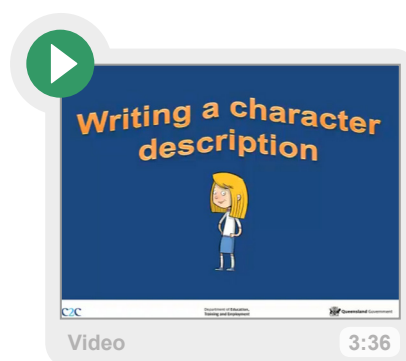 Writing a character
description
C2C
Department of Education,
Training and Employment
Queensland Government
Video
3:36